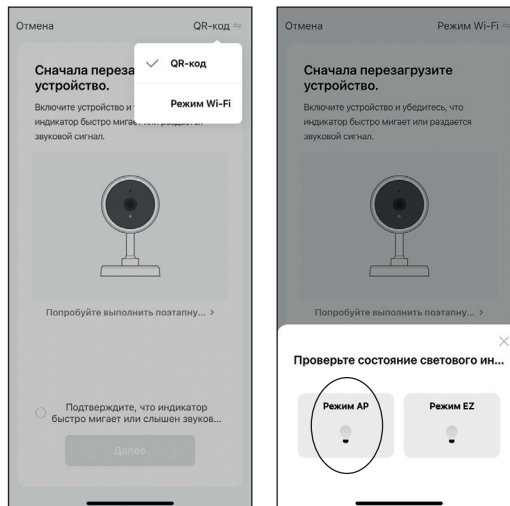 Отмена
QR-код
QR-код
Режим Wi-Fi
Сначала переза
устройство.
Включите устройство и
индикатор быстро мигает
звуковой сигнал.
Попробуйте выполнить поэтапну... >
Подтвердите, что индикатор
быстро мигает или слышен звуков...
Далее
Отмена
Режим Wi-Fi
Сначала перезагрузите
устройство.
Включите устройство и убедитесь, что
индикатор быстро мигает или раздается
звуковой сигнал.
Попробуйте выполнить поэтапну... >
Проверьте состояние светового ин...
Режим AP
Режим EZ